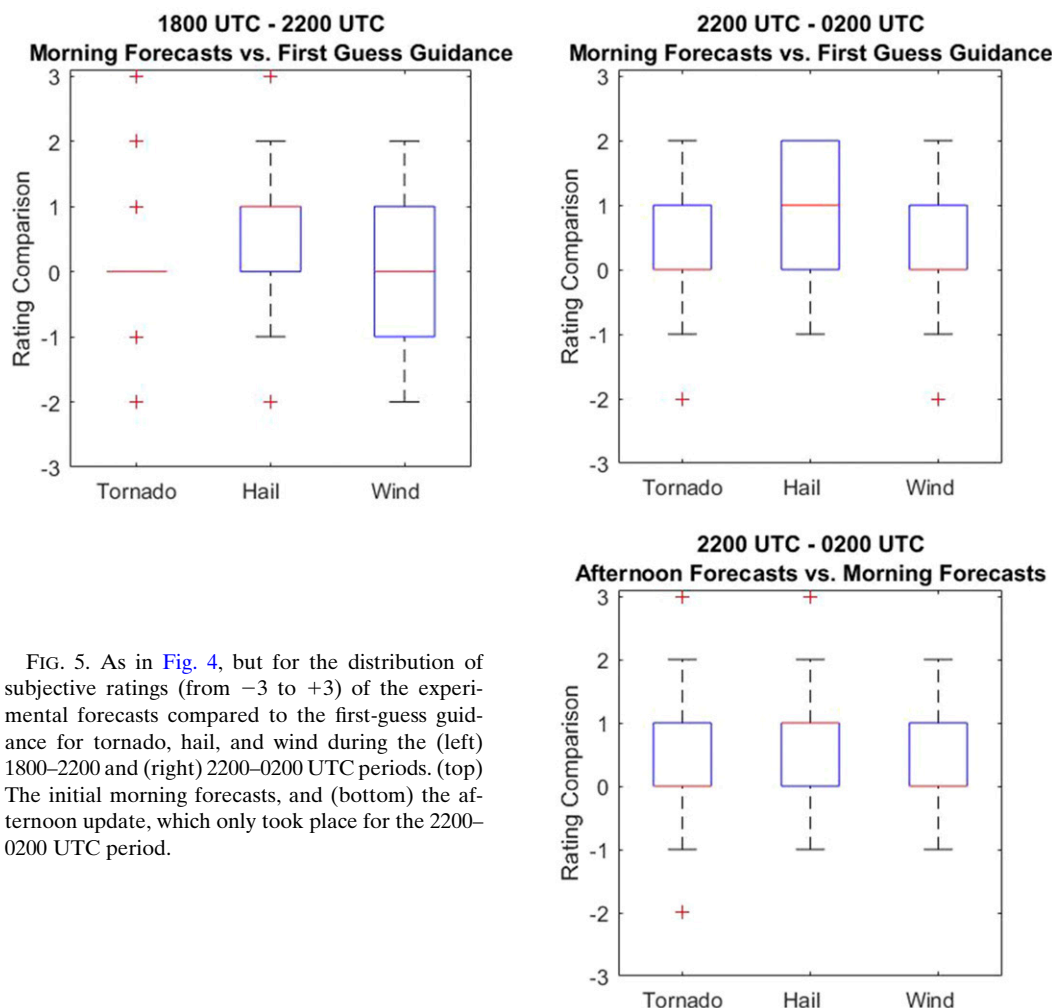 1800 UTC - 2200 UTC
Morning Forecasts vs. First Guess Guidance
3
2
1
0
-1
-2
-3
Rating Comparison
Tornado Hail Wind
2200 UTC - 0200 UTC
Morning Forecasts vs. First Guess Guidance
3
2
1
0
-1
-2
-3
Rating Comparison
Tornado Hail Wind
2200 UTC - 0200 UTC
Afternoon Forecasts vs. Morning Forecasts
3
2
1
0
-1
-2
-3
Rating Comparison
Tornado Hail Wind
FIG. 5. As in Fig. 4, but for the distribution of
subjective ratings (from −3 to +3) of the experi-
mental forecasts compared to the first-guess guid-
ance for tornado, hail, and wind during the (left)
1800–2200 and (right) 2200–0200 UTC periods. (top)
The initial morning forecasts, and (bottom) the af-
ternoon update, which only took place for the 2200–
0200 UTC period.